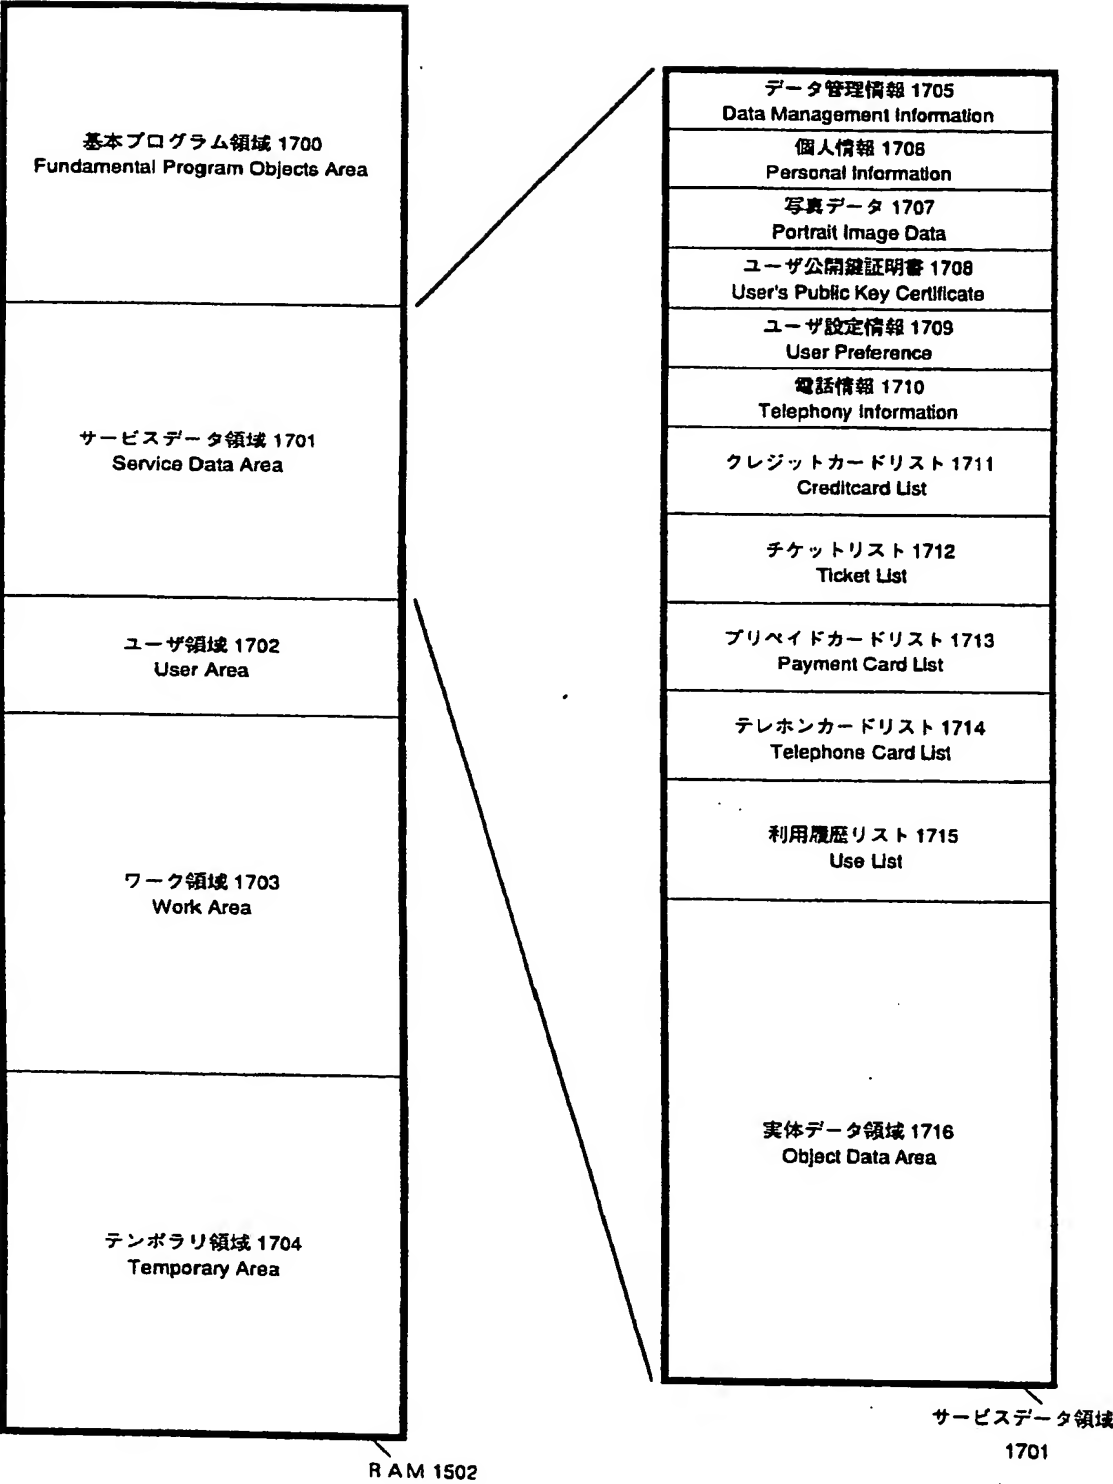 基本プログラム領域 1700
Fundamental Program Objects Area
サービスデータ領域 1701
Service Data Area
ユーザ領域 1702
User Area
ワーク領域 1703
Work Area
テンポラリ領域 1704
Temporary Area
RAM 1502
データ管理情報 1705
Data Management Information
個人情報 1706
Personal Information
写真データ 1707
Portrait Image Data
ユーザ公開鍵証明書 1708
User's Public Key Certificate
ユーザ設定情報 1709
User Preference
電話情報 1710
Telephony Information
クレジットカードリスト 1711
Creditcard List
チケットリスト 1712
Ticket List
プリペイドカードリスト 1713
Payment Card List
テレホンカードリスト 1714
Telephone Card List
利用履歴リスト 1715
Use List
実体データ領域 1716
Object Data Area
サービスデータ領域
1701